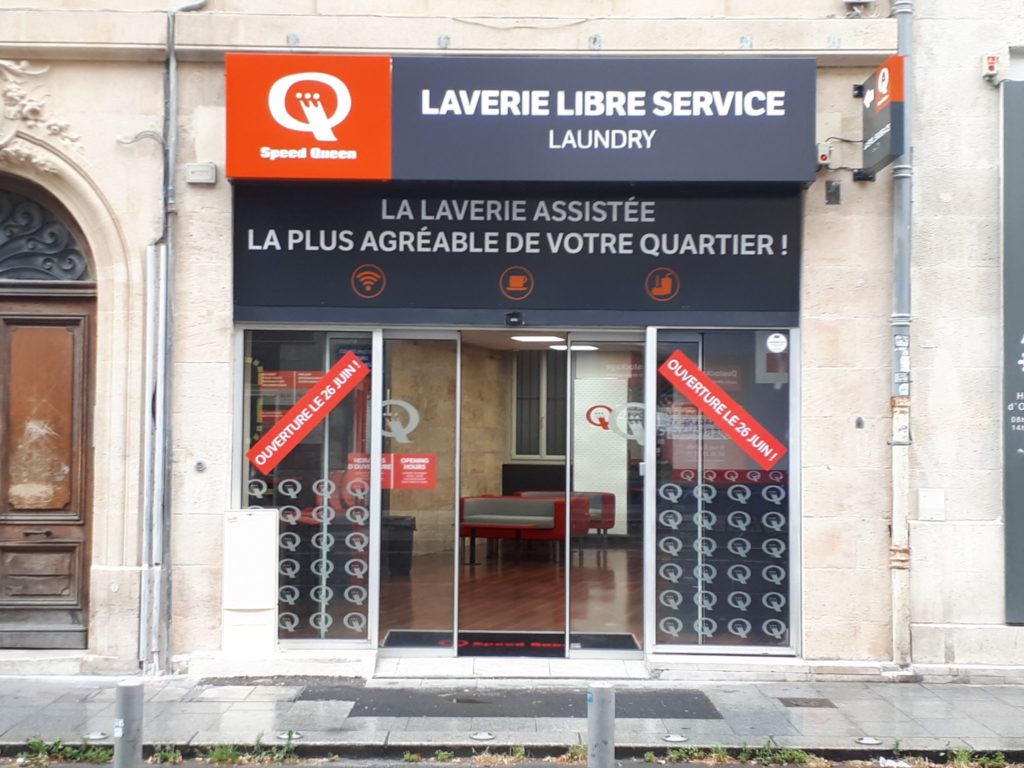 Speed Queen
LAVERIE LIBRE SERVICE
LAUNDRY
LA LAVERIE ASSISTÉE
LA PLUS AGRÉABLE DE VOTRE QUARTIER !
OUVERTURE LE 26 JUIN !
OUVERTURE LE 26 JUIN !
HORAIRES
D'OUVERTURE
OPENING
HOURS
Speed Queen